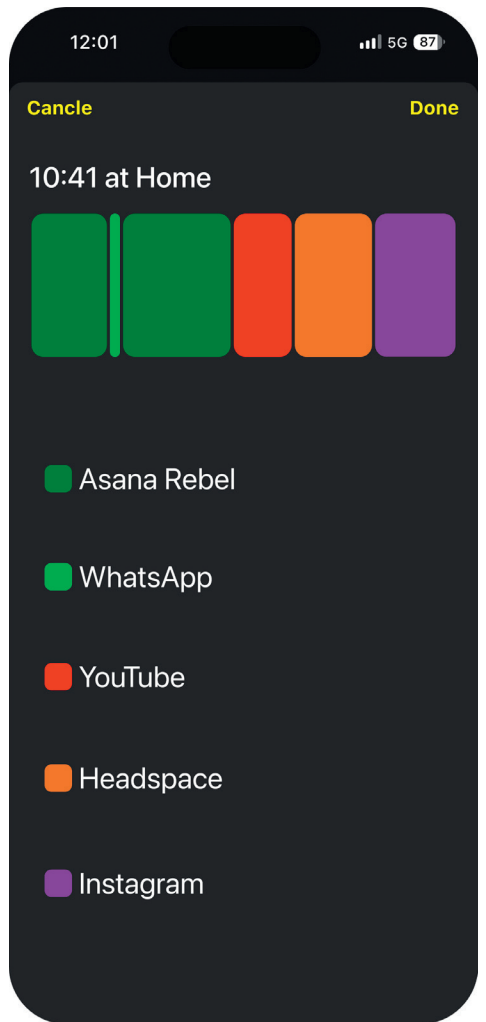 12:01 5G 87
Cancle Done
10:41 at Home
Asana Rebel
WhatsApp
YouTube
Headspace
Instagram